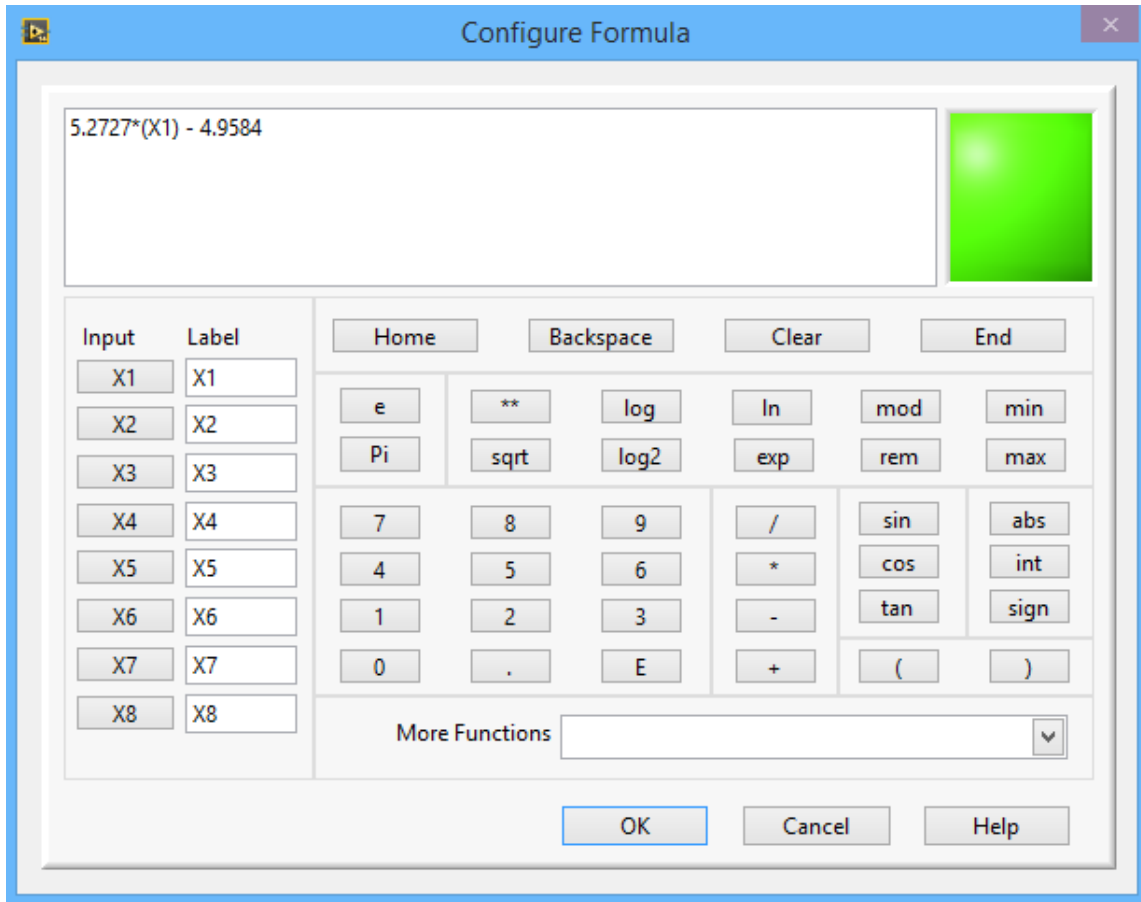 Configure Formula
5.2727*(X1) - 4.9584
Input Label
X1 X1
X2 X2
X3 X3
X4 X4
X5 X5
X6 X6
X7 X7
X8 X8
Home Backspace Clear End
e ** log ln mod min
Pi sqrt log2 exp rem max
7 8 9 / sin abs
4 5 6 * cos int
1 2 3 - tan sign
0 . E + ( )
More Functions
OK Cancel Help